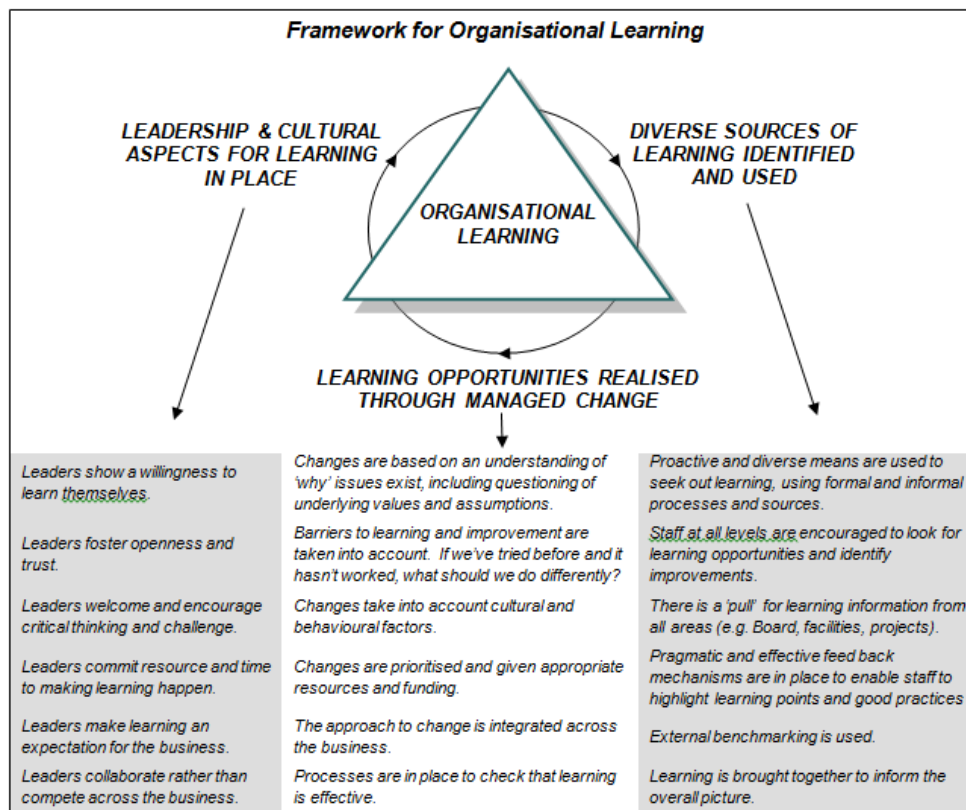 Framework for Organisational Learning
LEADERSHIP & CULTURAL
ASPECTS FOR LEARNING
IN PLACE
DIVERSE SOURCES OF
LEARNING IDENTIFIED
AND USED
ORGANISATIONAL
LEARNING
LEARNING OPPORTUNITIES REALISED
THROUGH MANAGED CHANGE
Leaders show a willingness to
learn themselves.
Leaders foster openness and
trust.
Leaders welcome and encourage
critical thinking and challenge.
Leaders commit resource and time
to making learning happen.
Leaders make learning an
expectation for the business.
Leaders collaborate rather than
compete across the business.
Changes are based on an understanding of
‘why’ issues exist, including questioning of
underlying values and assumptions.
Barriers to learning and improvement are
taken into account. If we’ve tried before and it
hasn’t worked, what should we do differently?
Changes take into account cultural and
behavioural factors.
Changes are prioritised and given appropriate
resources and funding.
The approach to change is integrated across
the business.
Processes are in place to check that learning
is effective.
Proactive and diverse means are used to
seek out learning, using formal and informal
processes and sources.
Staff at all levels are encouraged to look for
learning opportunities and identify
improvements.
There is a ‘pull’ for learning information from
all areas (e.g. Board, facilities, projects).
Pragmatic and effective feed back
mechanisms are in place to enable staff to
highlight learning points and good practices
External benchmarking is used.
Learning is brought together to inform the
overall picture.